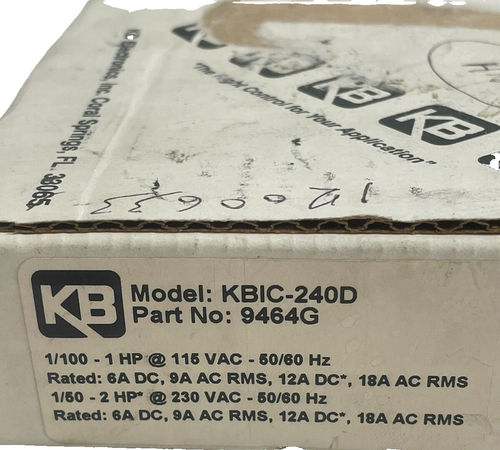 KB Electronics, Inc. Coral Springs, FL. 33065
KB KB KB KB
"The Right Control for Your Application"
KB
Model: KBIC-240D
Part No: 9464G
1/100 - 1 HP @ 115 VAC - 50/60 Hz
Rated: 6A DC, 9A AC RMS, 12A DC*, 18A AC RMS
1/50 - 2 HP* @ 230 VAC - 50/60 Hz
Rated: 6A DC, 9A AC RMS, 12A DC*, 18A AC RMS